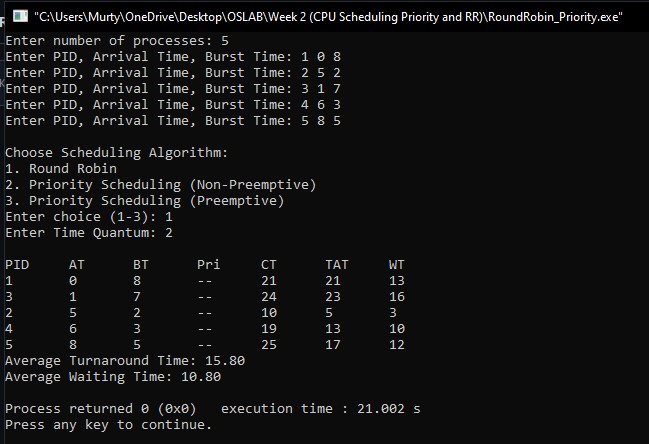 "C:\Users\Murty\OneDrive\Desktop\OSLAB\Week 2 (CPU Scheduling Priority and RR)\RoundRobin_Priority.exe"
Enter number of processes: 5
Enter PID, Arrival Time, Burst Time: 1 0 8
Enter PID, Arrival Time, Burst Time: 2 5 2
Enter PID, Arrival Time, Burst Time: 3 1 7
Enter PID, Arrival Time, Burst Time: 4 6 3
Enter PID, Arrival Time, Burst Time: 5 8 5
Choose Scheduling Algorithm:
1. Round Robin
2. Priority Scheduling (Non-Preemptive)
3. Priority Scheduling (Preemptive)
Enter choice (1-3): 1
Enter Time Quantum: 2
PID AT BT Pri CT TAT WT
1 0 8 -- 21 21 13
3 1 7 -- 24 23 16
2 5 2 -- 10 5 3
4 6 3 -- 19 13 10
5 8 5 -- 25 17 12
Average Turnaround Time: 15.80
Average Waiting Time: 10.80
Process returned 0 (0x0) execution time : 21.002 s
Press any key to continue.